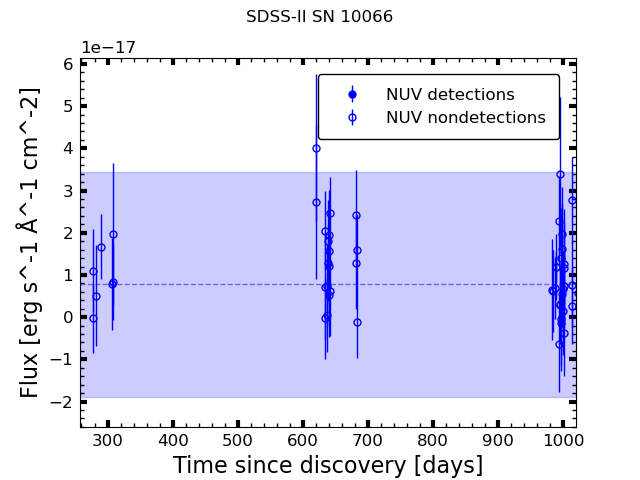 SDSS-II SN 10066
1e−17
NUV detections
NUV nondetections
6
5
4
3
2
1
0
−1
−2
Flux [erg s^-1 Å^-1 cm^-2]
300 400 500 600 700 800 900 1000
Time since discovery [days]